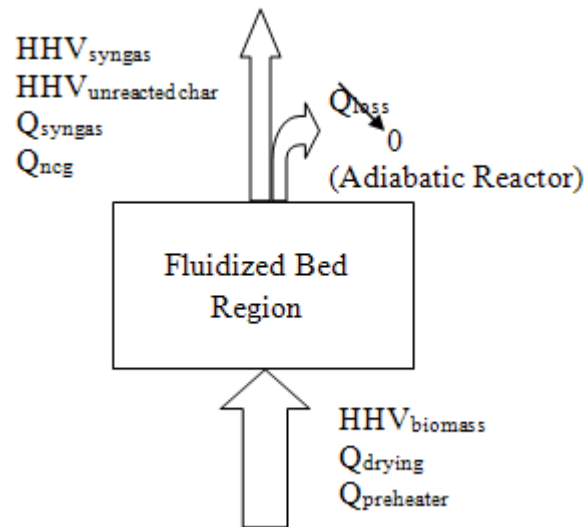 HHVsyngas
HHVunreacted char
Qsyngas
Qncg
Qloss
0
(Adiabatic Reactor)
Fluidized Bed
Region
HHVbiomass
Qdrying
Qpreheater